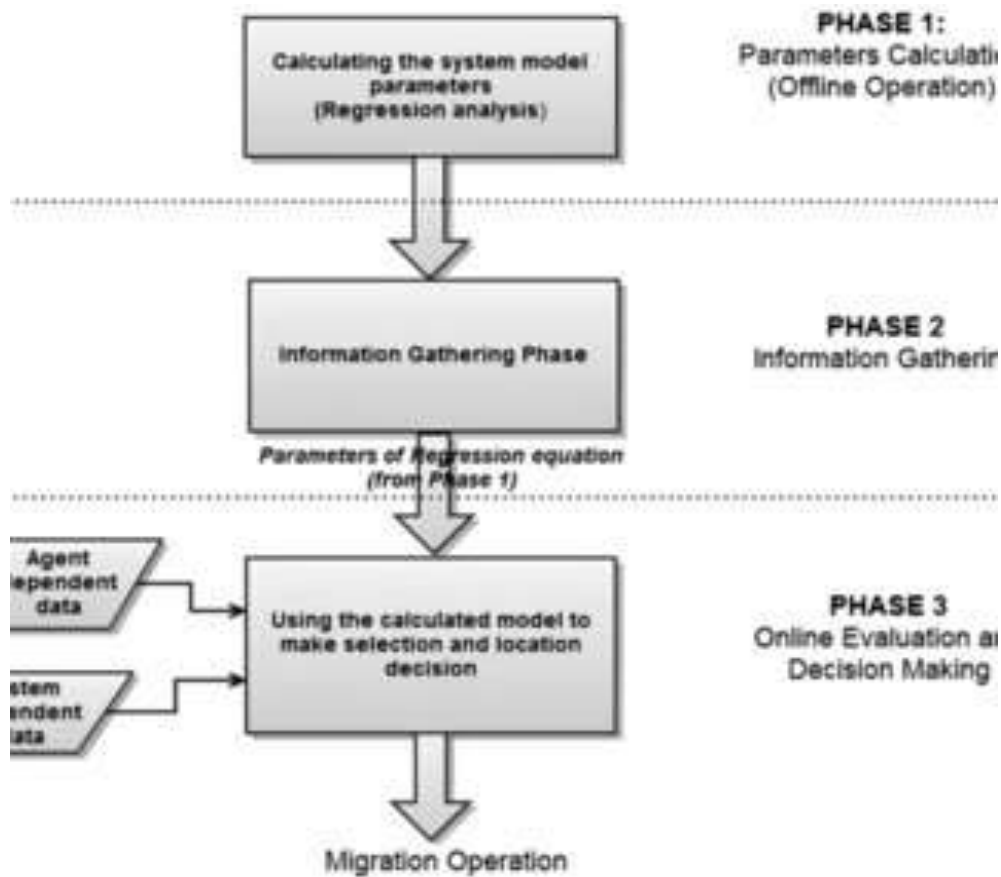 Calculating the system model
parameters
(Regression analysis)
PHASE 1:
Parameters Calculatio
(Offline Operation)
Information Gathering Phase
PHASE 2
Information Gatherin
Parameters of Regression equation
(from Phase 1)
Agent
dependent
data
stem
endent
ata
Using the calculated model to
make selection and location
decision
PHASE 3
Online Evaluation an
Decision Making
Migration Operation